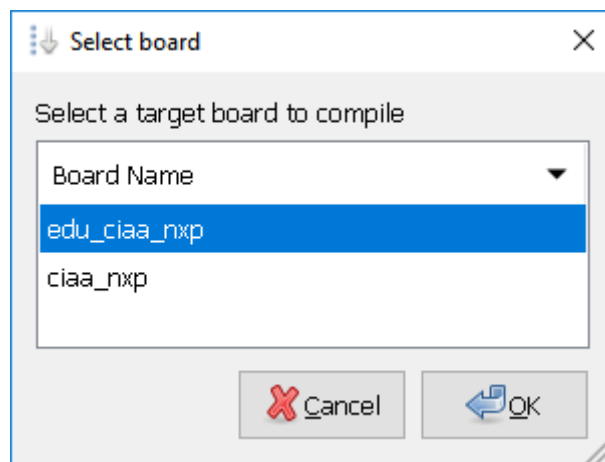 Select board
Select a target board to compile
Board Name
edu_ciaa_nxp
ciaa_nxp
Cancel OK